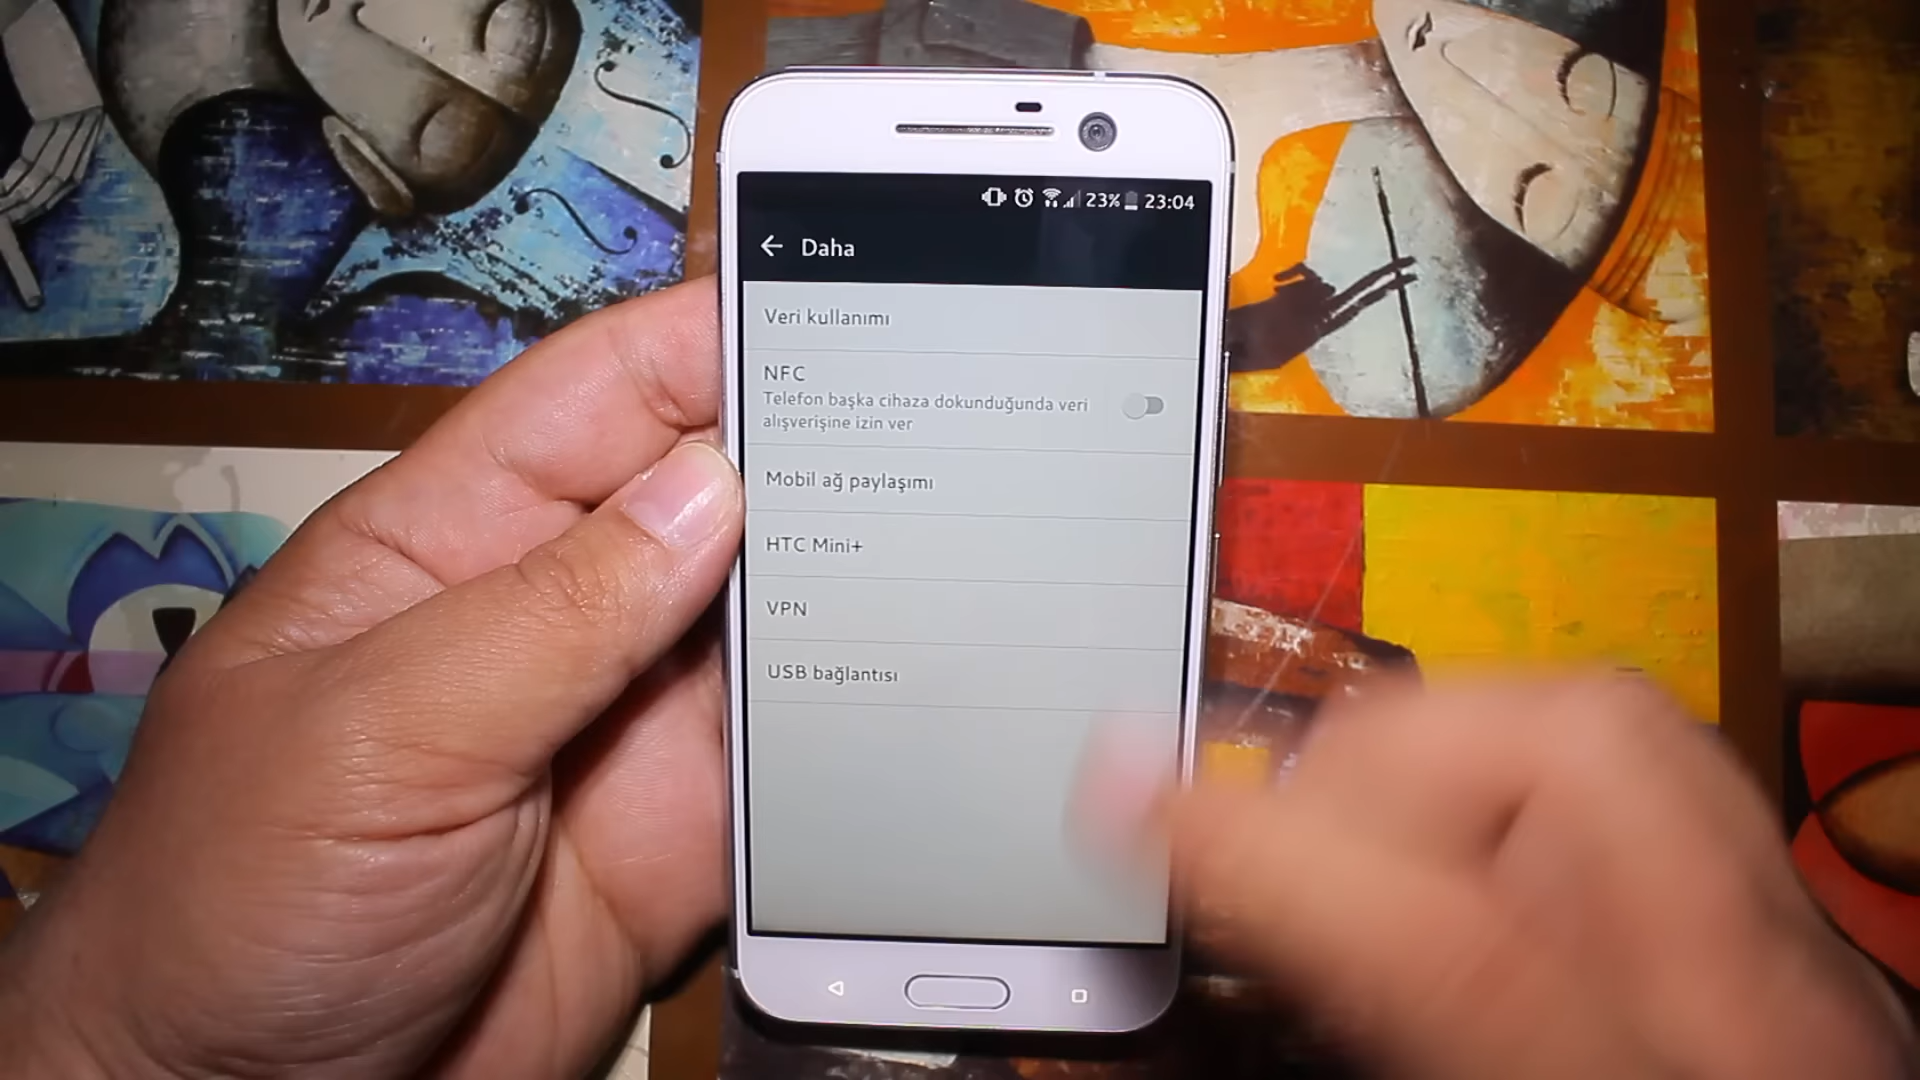 23% 23:04
Daha
Veri kullanımı
NFC
Telefon başka cihaza dokunduğunda veri
alışverişine izin ver
Mobil ağ paylaşımı
HTC Mini+
VPN
USB bağlantısı